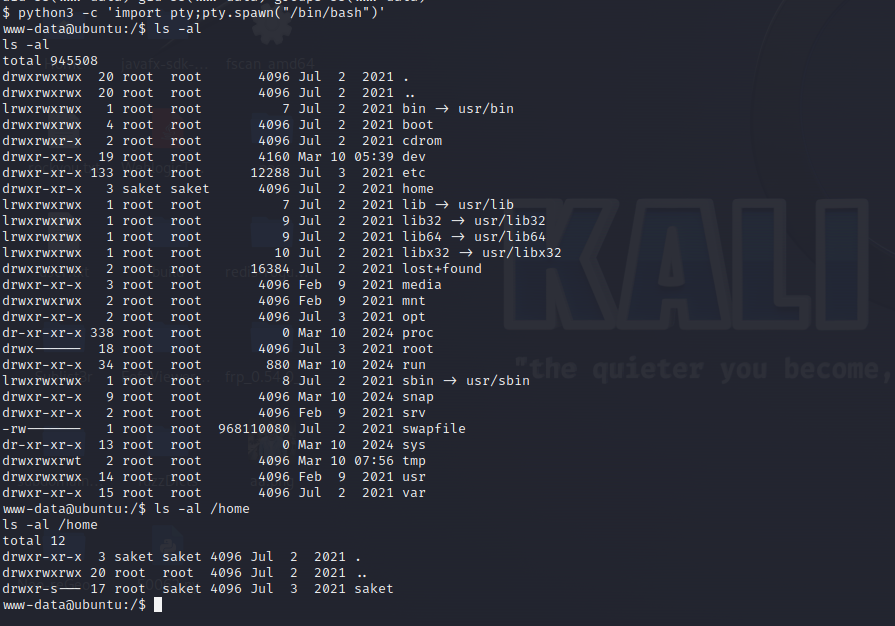 $ python3 -c 'import pty;pty.spawn("/bin/bash")'
www-data@ubuntu:/$ ls -al
ls -al
total 945508
drwxrwxrwx  20 root  root       4096 Jul  2  2021 .
drwxrwxrwx  20 root  root       4096 Jul  2  2021 ..
lrwxrwxrwx   1 root  root          7 Jul  2  2021 bin → usr/bin
drwxrwxrwx   4 root  root       4096 Jul  2  2021 boot
drwxrwxr-x   2 root  root       4096 Jul  2  2021 cdrom
drwxr-xr-x  19 root  root       4160 Mar 10 05:39 dev
drwxr-xr-x 133 root  root      12288 Jul  3  2021 etc
drwxr-xr-x   3 saket saket      4096 Jul  2  2021 home
lrwxrwxrwx   1 root  root          7 Jul  2  2021 lib → usr/lib
lrwxrwxrwx   1 root  root          9 Jul  2  2021 lib32 → usr/lib32
lrwxrwxrwx   1 root  root          9 Jul  2  2021 lib64 → usr/lib64
lrwxrwxrwx   1 root  root         10 Jul  2  2021 libx32 → usr/libx32
drwxrwxrwx   2 root  root      16384 Jul  2  2021 lost+found
drwxrwxrwx   3 root  root       4096 Feb  9  2021 media
drwxrwxrwx   2 root  root       4096 Feb  9  2021 mnt
drwxr-xr-x   2 root  root       4096 Jul  3  2021 opt
dr-xr-xr-x 338 root  root          0 Mar 10  2024 proc
drwx------  18 root  root       4096 Jul  3  2021 root
drwxr-xr-x  34 root  root        880 Mar 10  2024 run
lrwxrwxrwx   1 root  root          8 Jul  2  2021 sbin → usr/sbin
drwxr-xr-x   9 root  root       4096 Mar 10  2024 snap
drwxr-xr-x   2 root  root       4096 Feb  9  2021 srv
-rw-------   1 root  root  968110080 Jul  2  2021 swapfile
dr-xr-xr-x  13 root  root          0 Mar 10  2024 sys
drwxrwxrwt   2 root  root       4096 Mar 10 07:56 tmp
drwxr-xr-x  14 root  root       4096 Feb  9  2021 usr
drwxr-xr-x  15 root  root       4096 Jul  2  2021 var
www-data@ubuntu:/$ ls -al /home
ls -al /home
total 12
drwxr-xr-x  3 saket saket 4096 Jul  2  2021 .
drwxrwxrwx 20 root  root  4096 Jul  2  2021 ..
drwxr-s--- 17 root  saket 4096 Jul  3  2021 saket
www-data@ubuntu:/$
KALI
"the quieter you become,